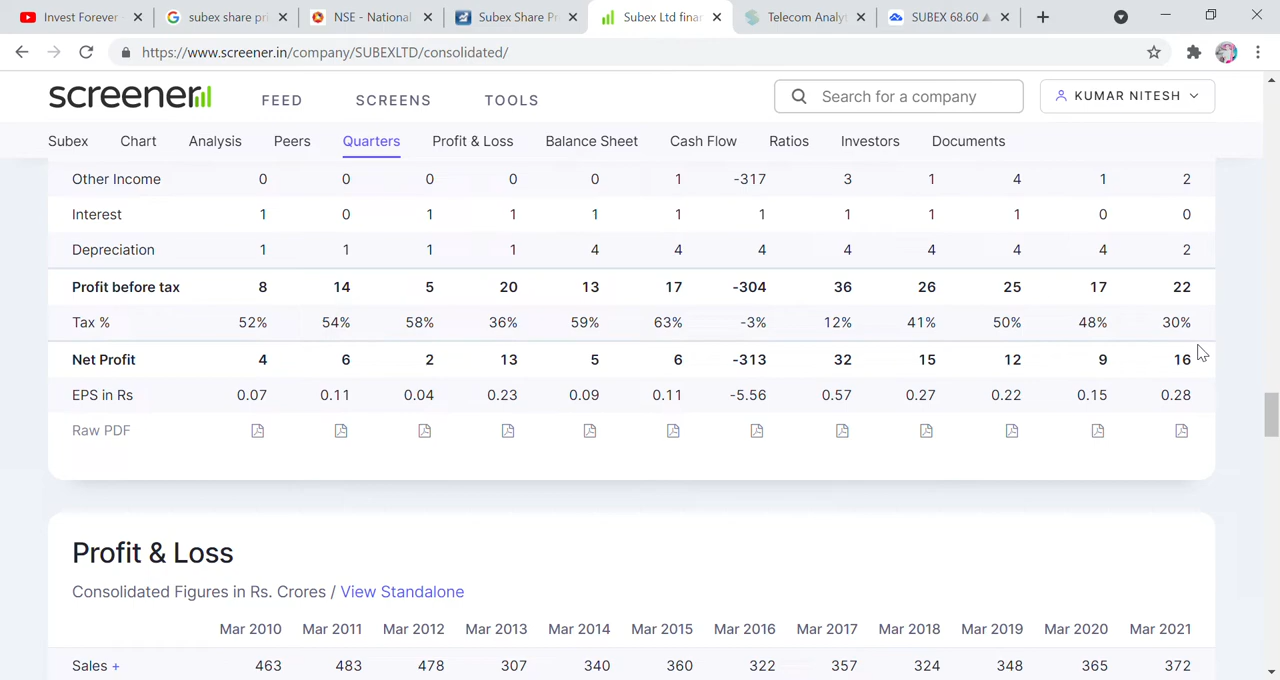 Invest Forever
subex share pri
NSE - National
Subex Share Pr
Subex Ltd finan
Telecom Analyt
SUBEX 68.60 ▲
https://www.screener.in/company/SUBEXLTD/consolidated/
screener
FEED SCREENS TOOLS
Search for a company
KUMAR NITESH
Subex Chart Analysis Peers Quarters Profit & Loss Balance Sheet Cash Flow Ratios Investors Documents
Other Income 0 0 0 0 0 1 -317 3 1 4 1 2
Interest 1 0 1 1 1 1 1 1 1 1 0 0
Depreciation 1 1 1 1 4 4 4 4 4 4 4 2
Profit before tax 8 14 5 20 13 17 -304 36 26 25 17 22
Tax % 52% 54% 58% 36% 59% 63% -3% 12% 41% 50% 48% 30%
Net Profit 4 6 2 13 5 6 -313 32 15 12 9 16
EPS in Rs 0.07 0.11 0.04 0.23 0.09 0.11 -5.56 0.57 0.27 0.22 0.15 0.28
Raw PDF
Profit & Loss
Consolidated Figures in Rs. Crores / View Standalone
Mar 2010 Mar 2011 Mar 2012 Mar 2013 Mar 2014 Mar 2015 Mar 2016 Mar 2017 Mar 2018 Mar 2019 Mar 2020 Mar 2021
Sales + 463 483 478 307 340 360 322 357 324 348 365 372